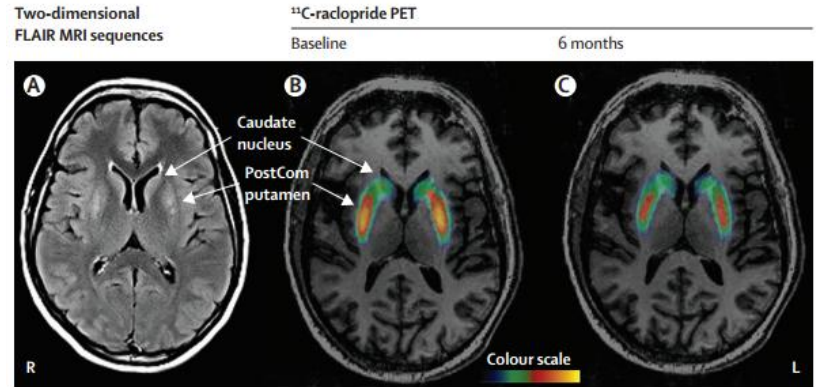 Two-dimensional
FLAIR MRI sequences
¹¹C-raclopride PET
Baseline
6 months
A
B
C
Caudate
nucleus
PostCom
putamen
Colour scale
R
L